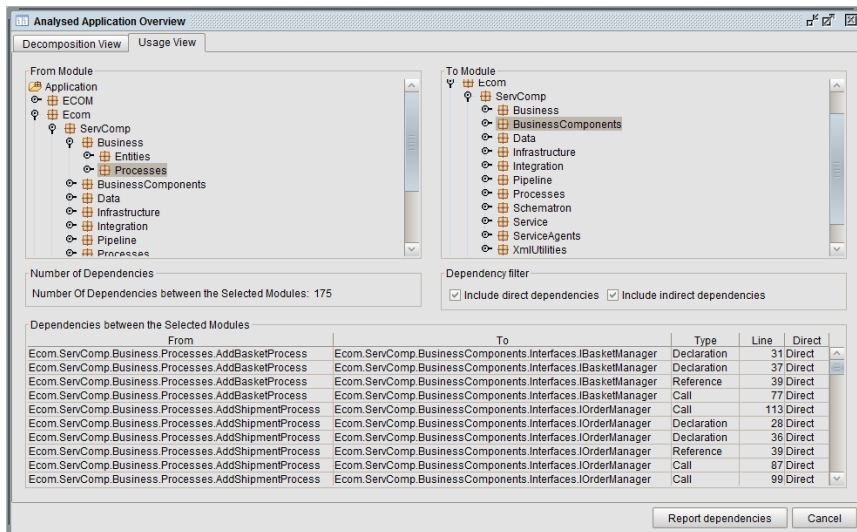 Analysed Application Overview
Decomposition View Usage View
From Module
Application
ECOM
Ecom
ServComp
Business
Entities
Processes
BusinessComponents
Data
Infrastructure
Integration
Pipeline
Processes
To Module
Ecom
ServComp
Business
BusinessComponents
Data
Infrastructure
Integration
Pipeline
Processes
Schematron
Service
ServiceAgents
XmlUtilities
Number of Dependencies
Number Of Dependencies between the Selected Modules: 175
Dependency filter
Include direct dependencies Include indirect dependencies
Dependencies between the Selected Modules
From To Type Line Direct
Ecom.ServComp.Business.Processes.AddBasketProcess Ecom.ServComp.BusinessComponents.Interfaces.IBasketManager Declaration 31 Direct
Ecom.ServComp.Business.Processes.AddBasketProcess Ecom.ServComp.BusinessComponents.Interfaces.IBasketManager Declaration 37 Direct
Ecom.ServComp.Business.Processes.AddBasketProcess Ecom.ServComp.BusinessComponents.Interfaces.IBasketManager Reference 39 Direct
Ecom.ServComp.Business.Processes.AddBasketProcess Ecom.ServComp.BusinessComponents.Interfaces.IBasketManager Call 77 Direct
Ecom.ServComp.Business.Processes.AddShipmentProcess Ecom.ServComp.BusinessComponents.Interfaces.IOrderManager Call 113 Direct
Ecom.ServComp.Business.Processes.AddShipmentProcess Ecom.ServComp.BusinessComponents.Interfaces.IOrderManager Declaration 28 Direct
Ecom.ServComp.Business.Processes.AddShipmentProcess Ecom.ServComp.BusinessComponents.Interfaces.IOrderManager Declaration 36 Direct
Ecom.ServComp.Business.Processes.AddShipmentProcess Ecom.ServComp.BusinessComponents.Interfaces.IOrderManager Reference 39 Direct
Ecom.ServComp.Business.Processes.AddShipmentProcess Ecom.ServComp.BusinessComponents.Interfaces.IOrderManager Call 87 Direct
Ecom.ServComp.Business.Processes.AddShipmentProcess Ecom.ServComp.BusinessComponents.Interfaces.IOrderManager Call 99 Direct
Report dependencies Cancel